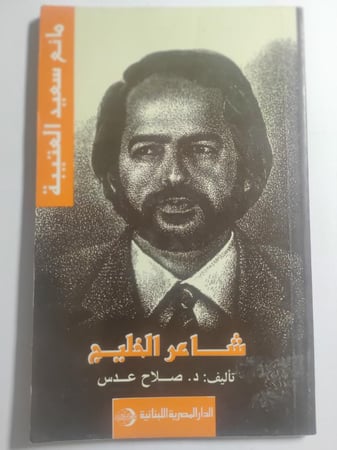 مانع سعيد العتيبة
شاعر الخليج
تأليف: د. صلاح عدس
الدار المصرية اللبنانية